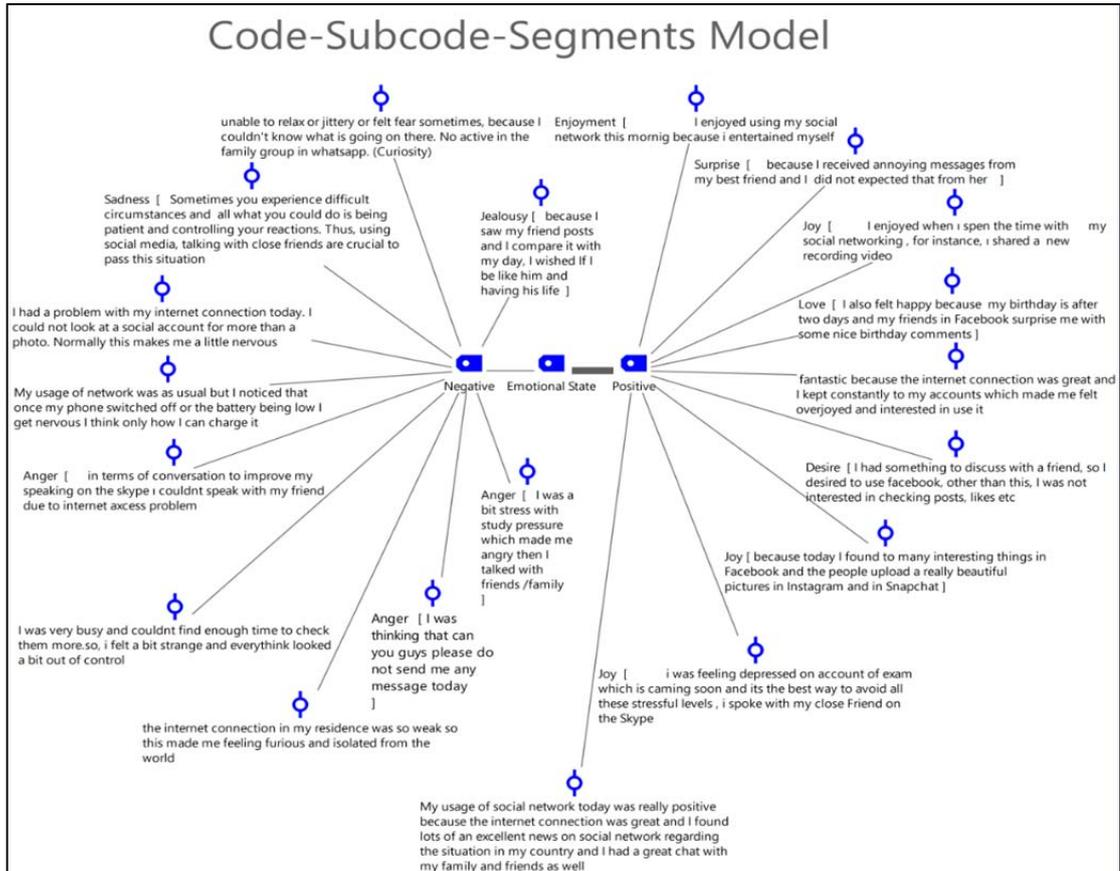 Code-Subcode-Segments Model
unable to relax or jittery or felt fear sometimes, because I
couldn't know what is going on there. No active in the
family group in whatsapp. (Curiosity)
Enjoyment [ I enjoyed using my social
network this mornig because i entertained myself
Surprise [ because I received annoying messages from
my best friend and I did not expected that from her ]
Sadness [ Sometimes you experience difficult
circumstances and all what you could do is being
patient and controlling your reactions. Thus, using
social media, talking with close friends are crucial to
pass this situation
Jealousy [ because I
saw my friend posts
and I compare it with
my day, I wished If I
be like him and
having his life ]
Joy [ I enjoyed when i spen the time with my
social networking , for instance, i shared a new
recording video
I had a problem with my internet connection today. I
could not look at a social account for more than a
photo. Normally this makes me a little nervous
Love [ I also felt happy because my birthday is after
two days and my friends in Facebook surprise me with
some nice birthday comments ]
Negative
Emotional State
Positive
My usage of network was as usual but I noticed that
once my phone switched off or the battery being low I
get nervous I think only how I can charge it
fantastic because the internet connection was great and
I kept constantly to my accounts which made me felt
overjoyed and interested in use it
Anger [ in terms of conversation to improve my
speaking on the skype i couldnt speak with my friend
due to internet axcess problem
Anger [ I was a
bit stress with
study pressure
which made me
angry then I
talked with
friends /family
]
Desire [ I had something to discuss with a friend, so I
desired to use facebook, other than this, I was not
interested in checking posts, likes etc
Joy [ because today I found to many interesting things in
Facebook and the people upload a really beautiful
pictures in Instagram and in Snapchat ]
I was very busy and couldnt find enough time to check
them more.so, i felt a bit strange and everythink looked
a bit out of control
Anger [ I was
thinking that can
you guys please do
not send me any
message today
]
Joy [ i was feeling depressed on account of exam
which is caming soon and its the best way to avoid all
these stressful levels , i spoke with my close Friend on
the Skype
the internet connection in my residence was so weak so
this made me feeling furious and isolated from the
world
My usage of social network today was really positive
because the internet connection was great and I found
lots of an excellent news on social network regarding
the situation in my country and I had a great chat with
my family and friends as well